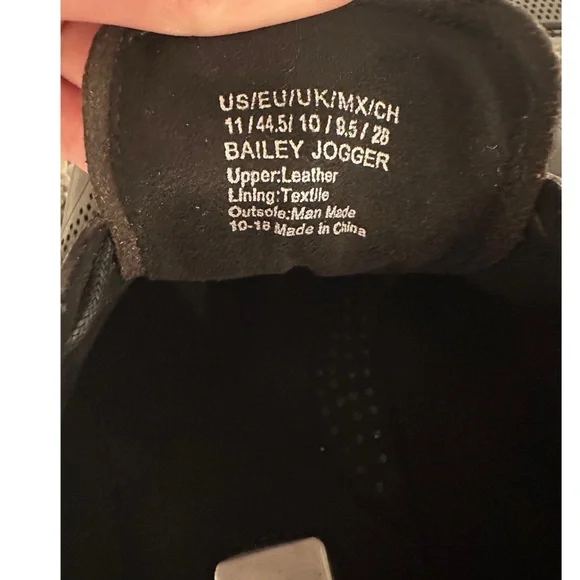 US/EU/UK/MX/CH
11/44.5/ 10/9.5/28
BAILEY JOGGER
Upper:Leather
Lining:Textile
Outsole:Man Made
10-18 Made in China